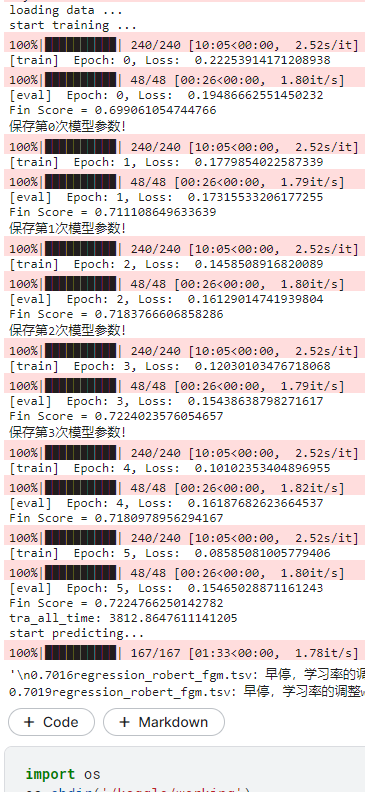 loading data ...
start training ...
100%|██████████| 240/240 [10:05<00:00,  2.52s/it]
[train]  Epoch: 0, Loss:  0.22253914171208938
100%|██████████| 48/48 [00:26<00:00,  1.80it/s]
[eval]  Epoch: 0, Loss:  0.19486662551450232
Fin Score = 0.699061054744766
保存第0次模型参数!
100%|██████████| 240/240 [10:05<00:00,  2.52s/it]
[train]  Epoch: 1, Loss:  0.1779854022587339
100%|██████████| 48/48 [00:26<00:00,  1.79it/s]
[eval]  Epoch: 1, Loss:  0.17315533206177255
Fin Score = 0.711108649633639
保存第1次模型参数!
100%|██████████| 240/240 [10:05<00:00,  2.52s/it]
[train]  Epoch: 2, Loss:  0.1458508916820089
100%|██████████| 48/48 [00:26<00:00,  1.80it/s]
[eval]  Epoch: 2, Loss:  0.16129014741939804
Fin Score = 0.7183766606858286
保存第2次模型参数!
100%|██████████| 240/240 [10:05<00:00,  2.52s/it]
[train]  Epoch: 3, Loss:  0.12030103476718068
100%|██████████| 48/48 [00:26<00:00,  1.79it/s]
[eval]  Epoch: 3, Loss:  0.15438638798271617
Fin Score = 0.7224023576054657
保存第3次模型参数!
100%|██████████| 240/240 [10:05<00:00,  2.52s/it]
[train]  Epoch: 4, Loss:  0.10102353404896955
100%|██████████| 48/48 [00:26<00:00,  1.82it/s]
[eval]  Epoch: 4, Loss:  0.16187682623664537
Fin Score = 0.7180978956294167
100%|██████████| 240/240 [10:05<00:00,  2.52s/it]
[train]  Epoch: 5, Loss:  0.08585081005779406
100%|██████████| 48/48 [00:26<00:00,  1.80it/s]
[eval]  Epoch: 5, Loss:  0.15465028871161243
Fin Score = 0.7224766250142782
tra_all_time: 3812.8647611141205
start predicting...
100%|██████████| 167/167 [01:33<00:00,  1.78it/s]
'\n0.7016regression_robert_fgm.tsv: 早停, 学习率的调
0.7019regression_robert_fgm.tsv: 早停, 学习率的调整w
+ Code
+ Markdown
import os